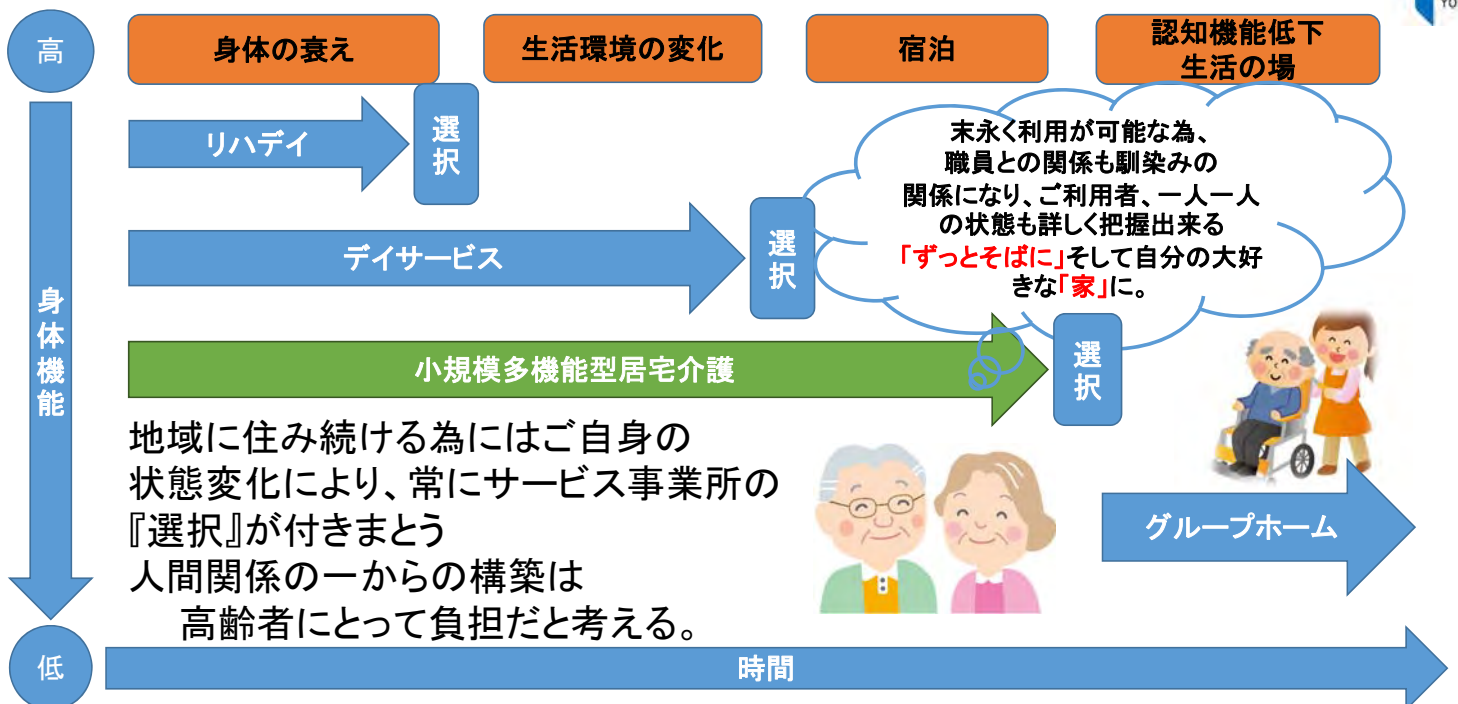 高
身体の衰え
生活環境の変化
宿泊
認知機能低下
生活の場
リハデイ
選
択
末永く利用が可能な為、
職員との関係も馴染みの
関係になり、ご利用者、一人一人
の状態も詳しく把握出来る
「ずっとそばに」そして自分の大好
きな「家」に。
デイサービス
選
択
身
体
機
能
小規模多機能型居宅介護
選
択
地域に住み続ける為にはご自身の
状態変化により、常にサービス事業所の
『選択』が付きまとう
人間関係の一からの構築は
高齢者にとって負担だと考える。
グループホーム
低
時間